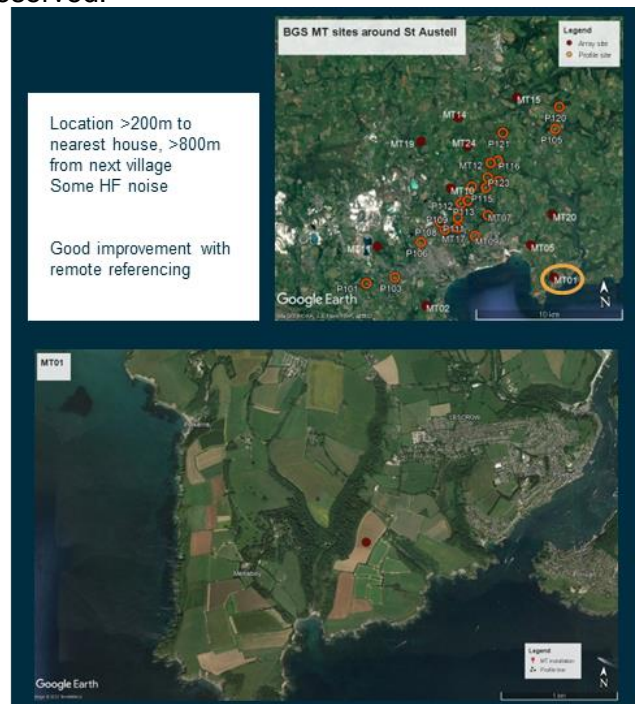 BGS MT sites around St Austell
Legend
Array site
Profile site
Location >200m to
nearest house, >800m
from next village
Some HF noise
Good improvement with
remote referencing
MT15
P120
MT14
P105
MT19
MT24
P121
MT12
P116
P123
MT10
P115
P112
P113
MT07
MT20
P109
P108
MT17
MT09
MT05
P106
P101
P103
MT01
MT02
Google Earth
N
10 km
MT01
Google Earth
Legend
MT installation
Profile line
N
1 km